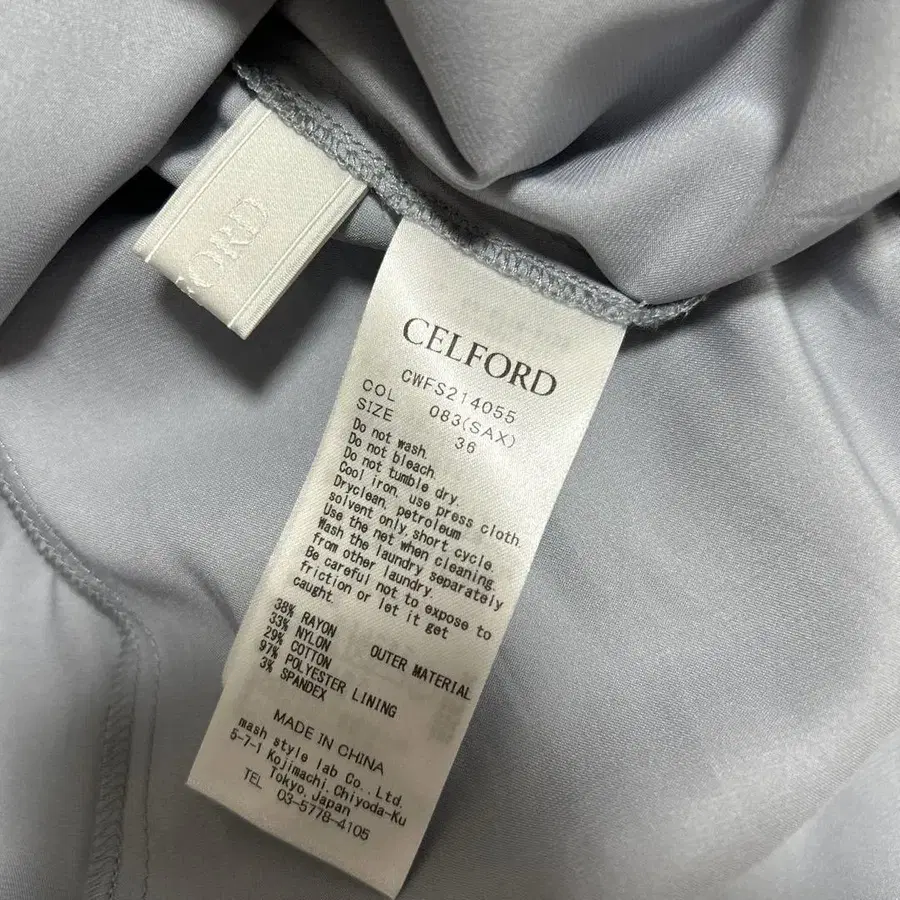 ORD
CELFORD
CWFS214055
COL 083(SAX)
SIZE 36
Do not wash.
Do not bleach.
Do not tumble dry.
Cool iron, use press cloth.
Dryclean, petroleum
solvent only, short cycle.
Use the net when cleaning.
Wash the laundry separately
from other laundry.
Be careful not to expose to
friction or let it get
caught.
38% RAYON
33% NYLON OUTER MATERIAL
29% COTTON
97% POLYESTER LINING
3% SPANDEX
MADE IN CHINA
mash style lab Co.,Ltd.
5-7-1 Kojimachi,Chiyoda-Ku
Tokyo,Japan
TEL 03-5778-4105